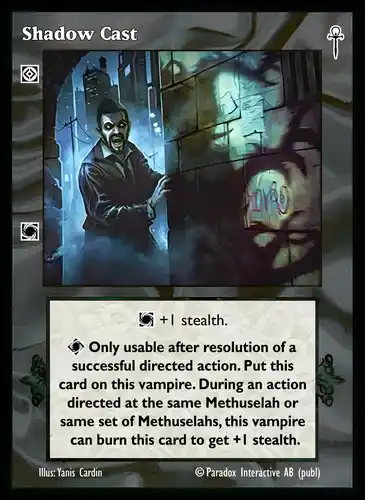 Shadow Cast
+1 stealth.
Only usable after resolution of a
successful directed action. Put this
card on this vampire. During an action
directed at the same Methuselah or
same set of Methuselahs, this vampire
can burn this card to get +1 stealth.
Illus: Yanis Cardin © Paradox Interactive AB (publ)